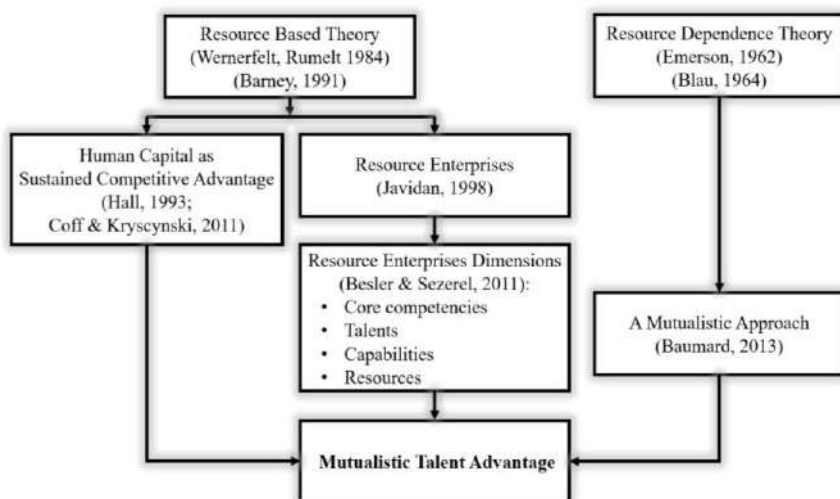 Resource Based Theory
(Wernerfelt, Rumelt 1984)
(Barney, 1991)
Resource Dependence Theory
(Emerson, 1962)
(Blau, 1964)
Human Capital as
Sustained Competitive Advantage
(Hall, 1993;
Coff & Kryscynski, 2011)
Resource Enterprises
(Javidan, 1998)
Resource Enterprises Dimensions
(Besler & Sezerel, 2011):
• Core competencies
• Talents
• Capabilities
• Resources
A Mutualistic Approach
(Baumard, 2013)
Mutualistic Talent Advantage